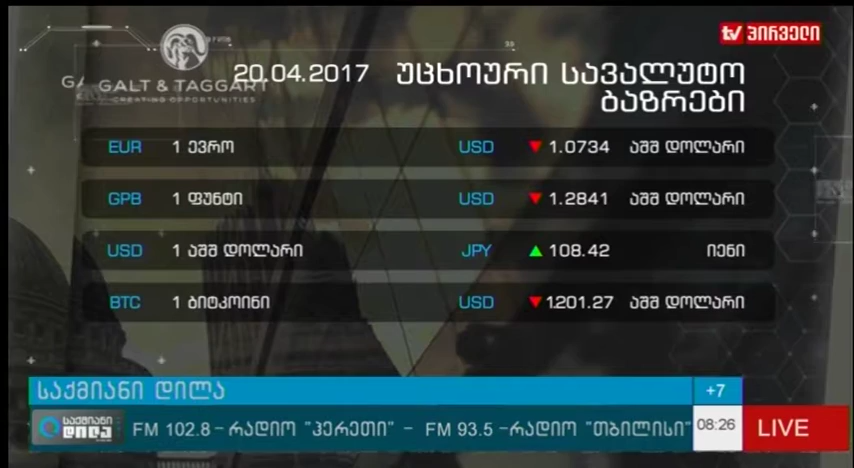 tv პირველი
GALT & TAGGART
CREATING OPPORTUNITIES
20.04.2017 უცხოური სავალუტო
ბაზრები
EUR 1 ევრო USD ▼ 1.0734 აშშ დოლარი
GPB 1 ფუნტი USD ▼ 1.2841 აშშ დოლარი
USD 1 აშშ დოლარი JPY ▲ 108.42 იენი
BTC 1 ბიტკოინი USD ▼ 1201.27 აშშ დოლარი
საქმიანი დილა +7
საქმიანი დილა FM 102.8 – რადიო "ჰერეთი" – FM 93.5 – რადიო "თბილისი" 08:26 LIVE